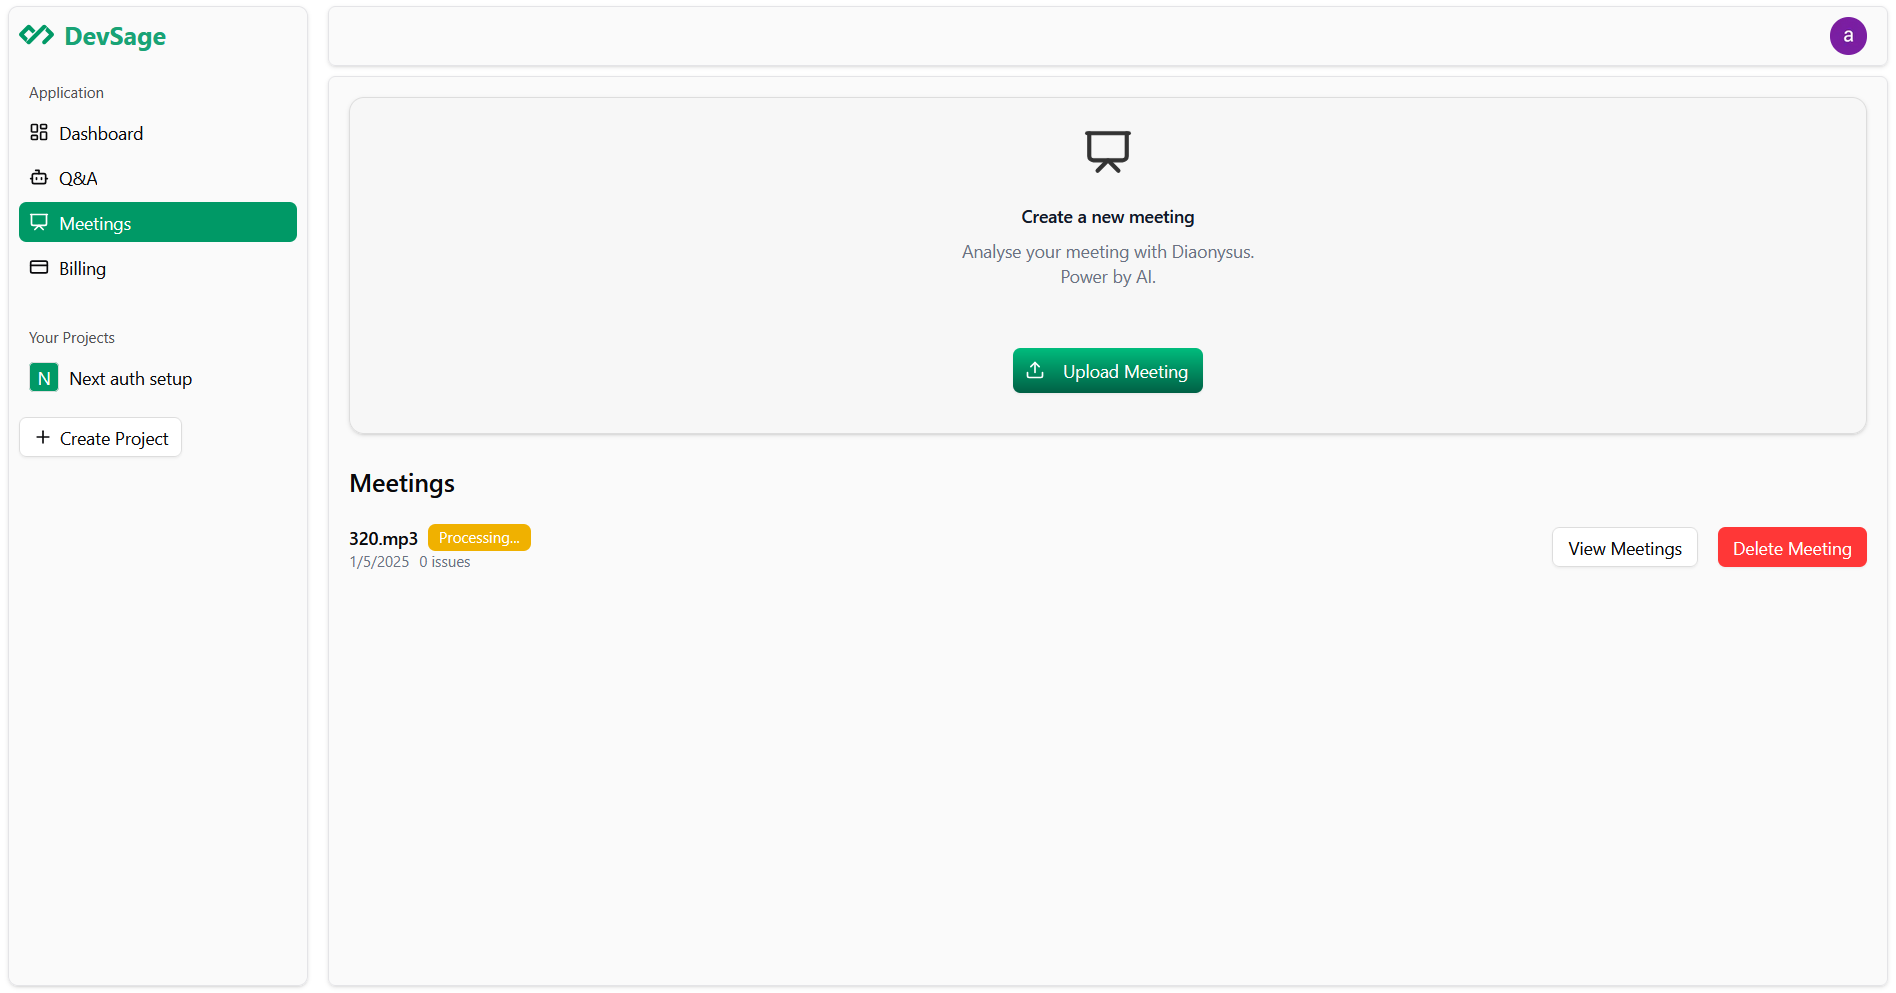 DevSage
Application
Dashboard
Q&A
Meetings
Billing
Your Projects
N Next auth setup
+ Create Project
a
Create a new meeting
Analyse your meeting with Diaonysus.
Power by AI.
Upload Meeting
Meetings
320.mp3 Processing...
1/5/2025 0 issues
View Meetings
Delete Meeting